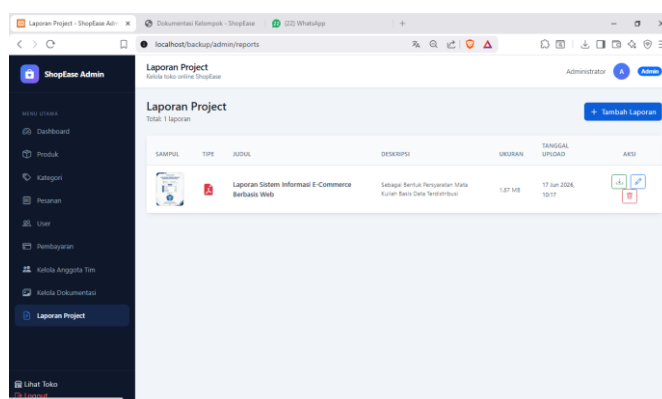 Laporan Project - ShopEase Adm
Dokumentasi Kelompok - ShopEase
(22) WhatsApp
localhost/backup/admin/reports
ShopEase Admin
Laporan Project
Kelola toko online ShopEase
Administrator
A
Admin
MENU UTAMA
Dashboard
Produk
Kategori
Pesanan
User
Pembayaran
Kelola Anggota Tim
Kelola Dokumentasi
Laporan Project
Lihat Toko
Logout
Laporan Project
Total: 1 laporan
+ Tambah Laporan
SAMPUL TIPE JUDUL DESKRIPSI UKURAN TANGGAL UPLOAD AKSI
Laporan Sistem Informasi E-Commerce
Berbasis Web
Sebagai Bentuk Persyaratan Mata
Kuliah Basis Data Terdistribusi
1.87 MB
17 Jun 2026,